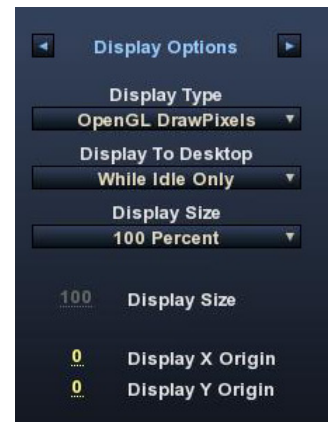 Display Options
Display Type
OpenGL DrawPixels
Display To Desktop
While Idle Only
Display Size
100 Percent
100 Display Size
0 Display X Origin
0 Display Y Origin